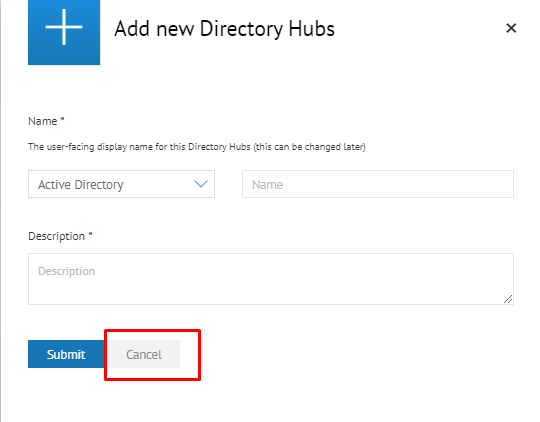 Add new Directory Hubs
Name *
The user-facing display name for this Directory Hubs (this can be changed later)
Active Directory
Name
Description *
Description
Submit
Cancel